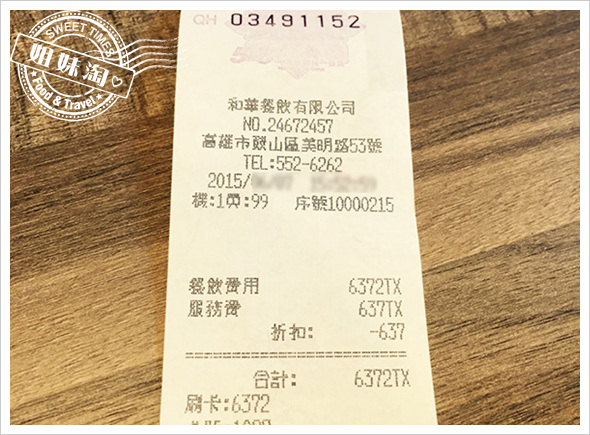 SWEET TIMES
姐妹淘
Food & Travel
QH 03491152
和華餐飲有限公司
NO.24672457
高雄市鼓山區美明路53號
TEL:552-6262
2015/
機:1頁:99 序號10000215
餐飲費用 6372TX
服務費 637TX
折扣: -637
合計: 6372TX
刷卡:6372